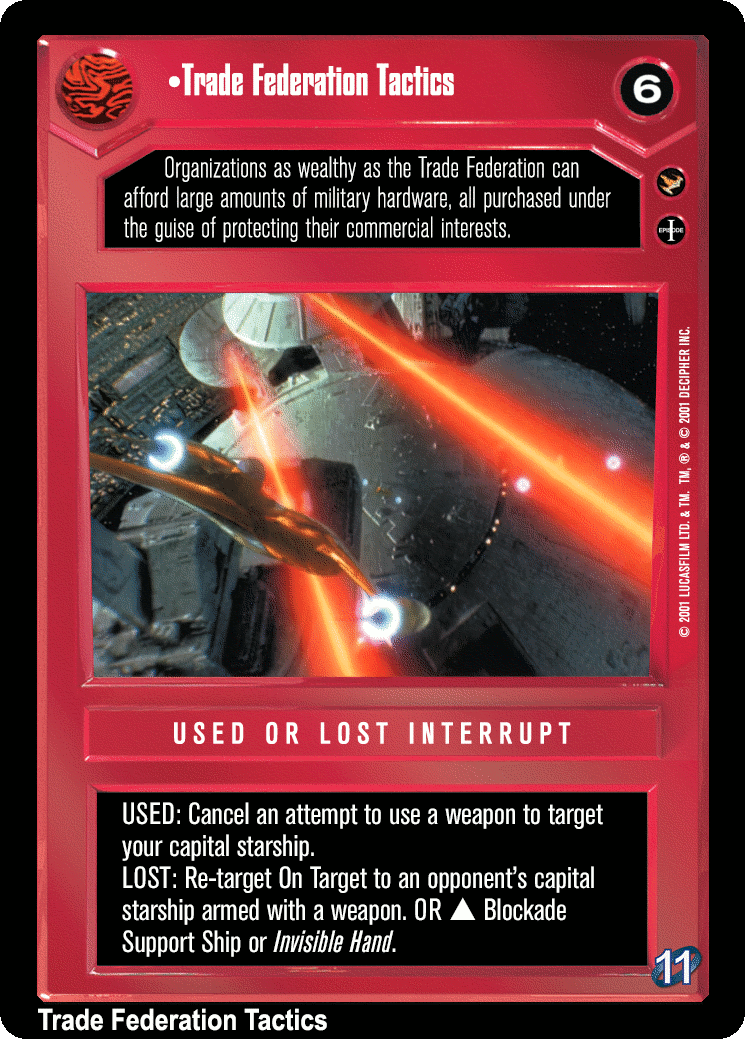 •Trade Federation Tactics
6
Organizations as wealthy as the Trade Federation can
afford large amounts of military hardware, all purchased under
the guise of protecting their commercial interests.
EPISODE I
© 2001 LUCASFILM LTD. & TM. TM, ® & © 2001 DECIPHER INC.
USED OR LOST INTERRUPT
USED: Cancel an attempt to use a weapon to target
your capital starship.
LOST: Re-target On Target to an opponent's capital
starship armed with a weapon. OR ▲ Blockade
Support Ship or Invisible Hand.
11
Trade Federation Tactics